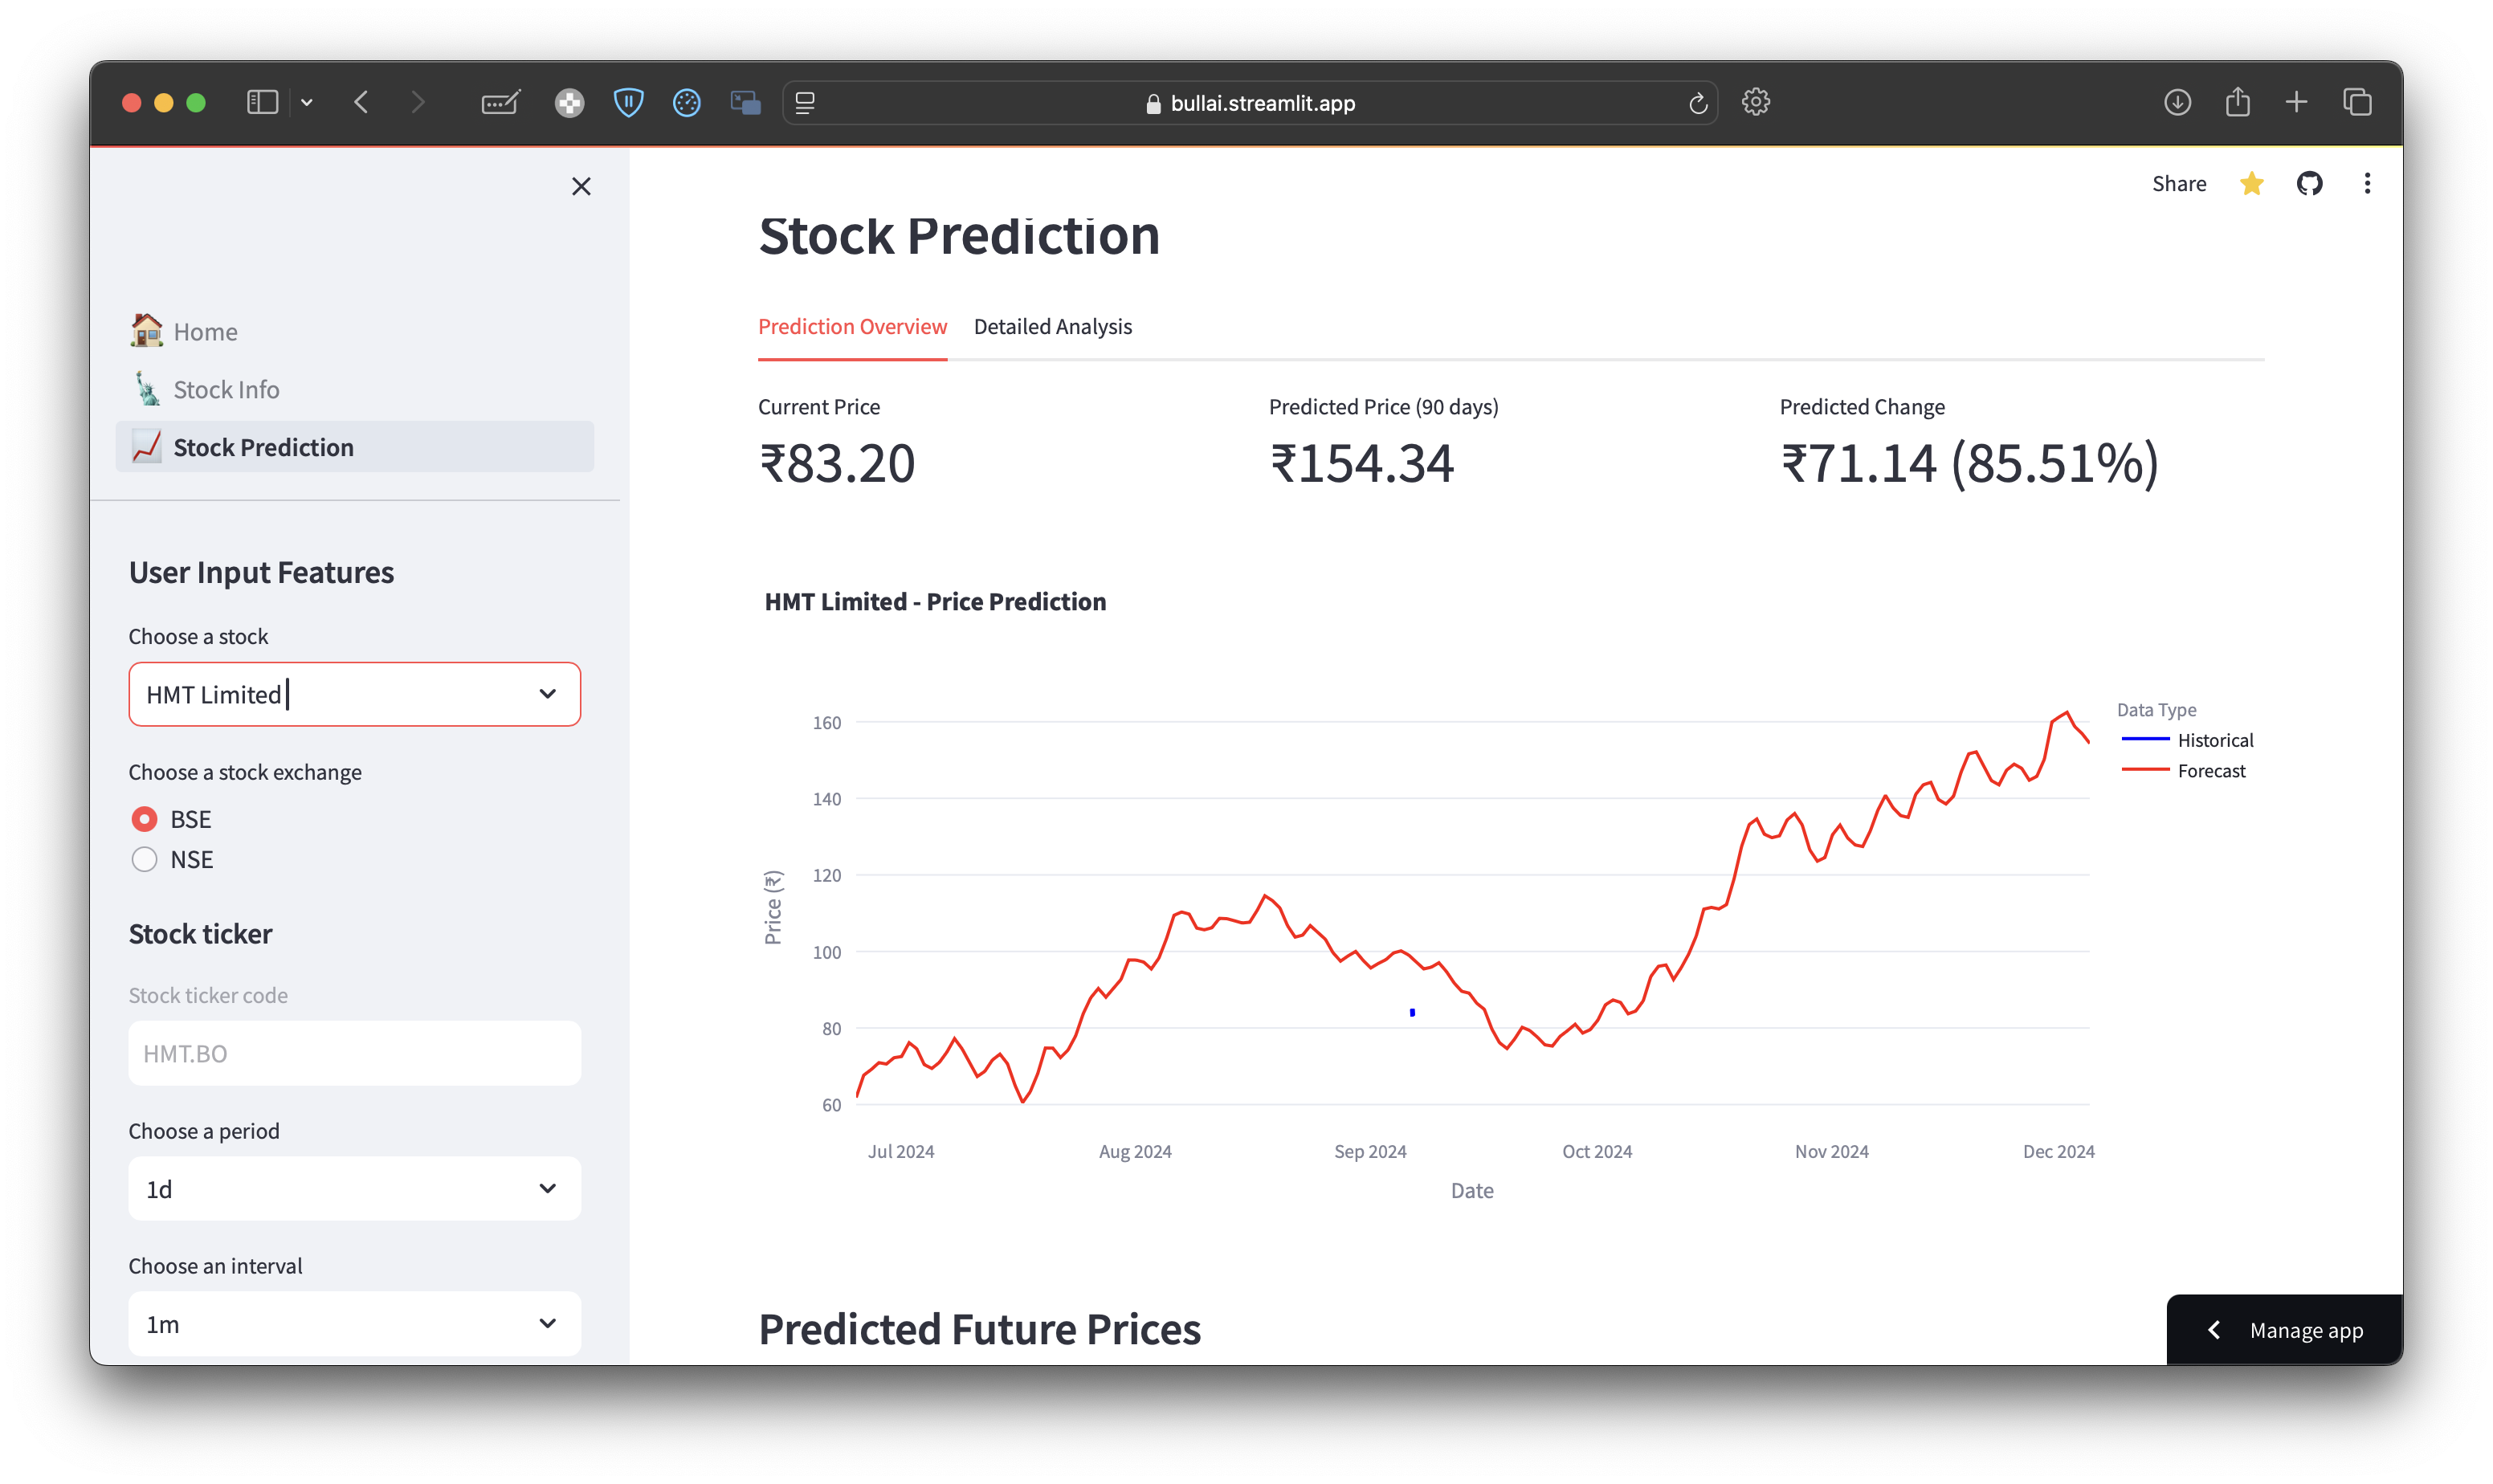 bullai.streamlit.app
Share
Home
Stock Info
Stock Prediction
User Input Features
Choose a stock
HMT Limited
Choose a stock exchange
BSE
NSE
Stock ticker
Stock ticker code
HMT.BO
Choose a period
1d
Choose an interval
1m
Stock Prediction
Prediction Overview
Detailed Analysis
Current Price
₹83.20
Predicted Price (90 days)
₹154.34
Predicted Change
₹71.14 (85.51%)
HMT Limited - Price Prediction
Price (₹)
160
140
120
100
80
60
Jul 2024
Aug 2024
Sep 2024
Oct 2024
Nov 2024
Dec 2024
Date
Data Type
Historical
Forecast
Predicted Future Prices
Manage app